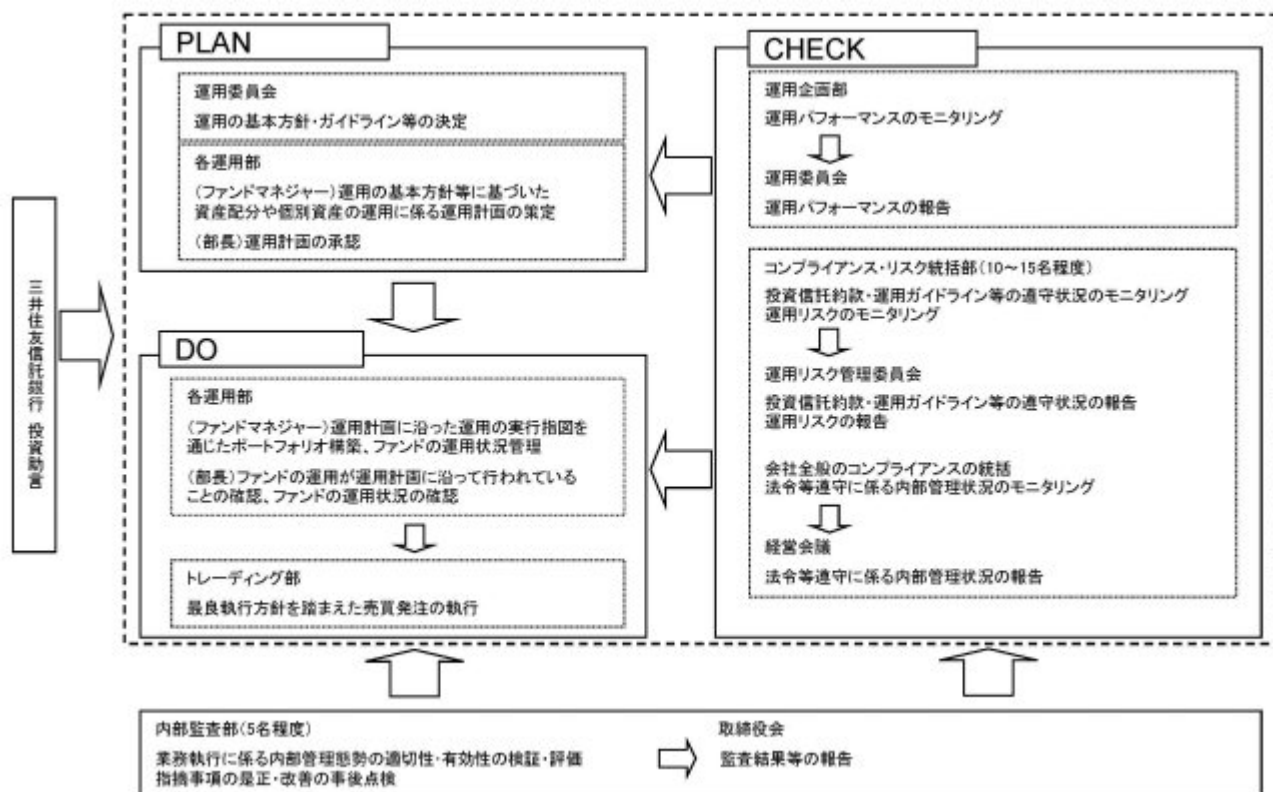 三井住友信託銀行 投資助言
PLAN
運用委員会
運用の基本方針・ガイドライン等の決定
各運用部
(ファンドマネジャー)運用の基本方針等に基づいた
資産配分や個別資産の運用に係る運用計画の策定
(部長)運用計画の承認
DO
各運用部
(ファンドマネジャー)運用計画に沿った運用の実行指図を
通じたポートフォリオ構築、ファンドの運用状況管理
(部長)ファンドの運用が運用計画に沿って行われている
ことの確認、ファンドの運用状況の確認
トレーディング部
最良執行方針を踏まえた売買発注の執行
CHECK
運用企画部
運用パフォーマンスのモニタリング
運用委員会
運用パフォーマンスの報告
コンプライアンス・リスク統括部(10~15名程度)
投資信託約款・運用ガイドライン等の遵守状況のモニタリング
運用リスクのモニタリング
運用リスク管理委員会
投資信託約款・運用ガイドライン等の遵守状況の報告
運用リスクの報告
会社全般のコンプライアンスの統括
法令等遵守に係る内部管理状況のモニタリング
経営会議
法令等遵守に係る内部管理状況の報告
内部監査部(5名程度)
業務執行に係る内部管理態勢の適切性・有効性の検証・評価
指摘事項の是正・改善の事後点検
取締役会
監査結果等の報告